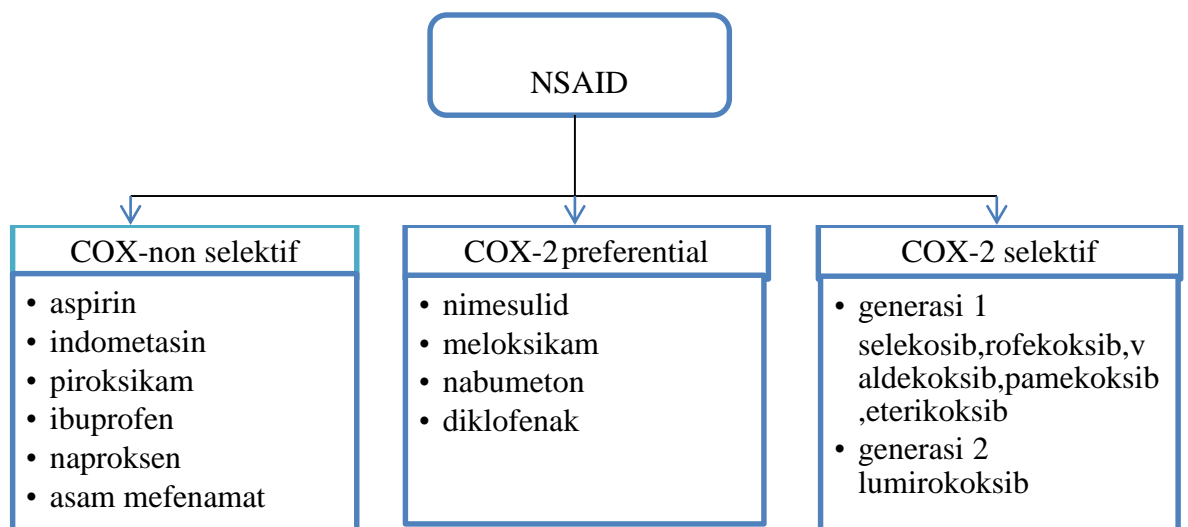 NSAID
COX-non selektif
• aspirin
• indometasin
• piroksikam
• ibuprofen
• naproksen
• asam mefenamat
COX-2 preferential
• nimesulid
• meloksikam
• nabumeton
• diklofenak
COX-2 selektif
• generasi 1
selekosib,rofekoksib,v
aldekoksib,pamekoksib
,eterikoksib
• generasi 2
lumirokoksib